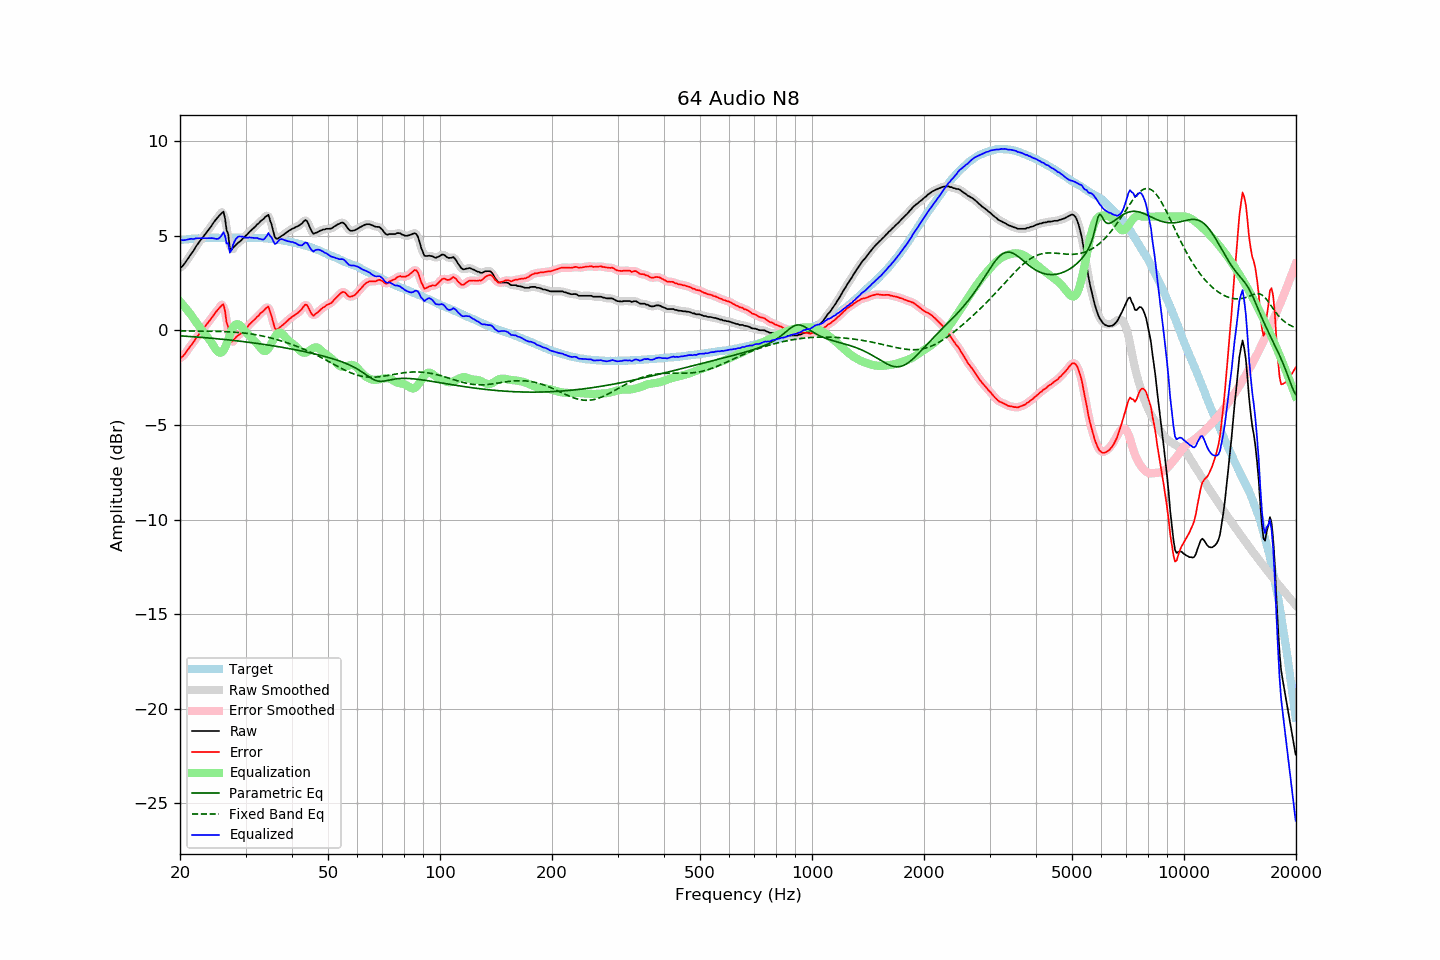 64 Audio N8
10
5
0
−5
−10
−15
−20
−25
Amplitude (dBr)
Target
Raw Smoothed
Error Smoothed
Raw
Error
Equalization
Parametric Eq
Fixed Band Eq
Equalized
20 50 100 200 500 1000 2000 5000 10000 20000
Frequency (Hz)